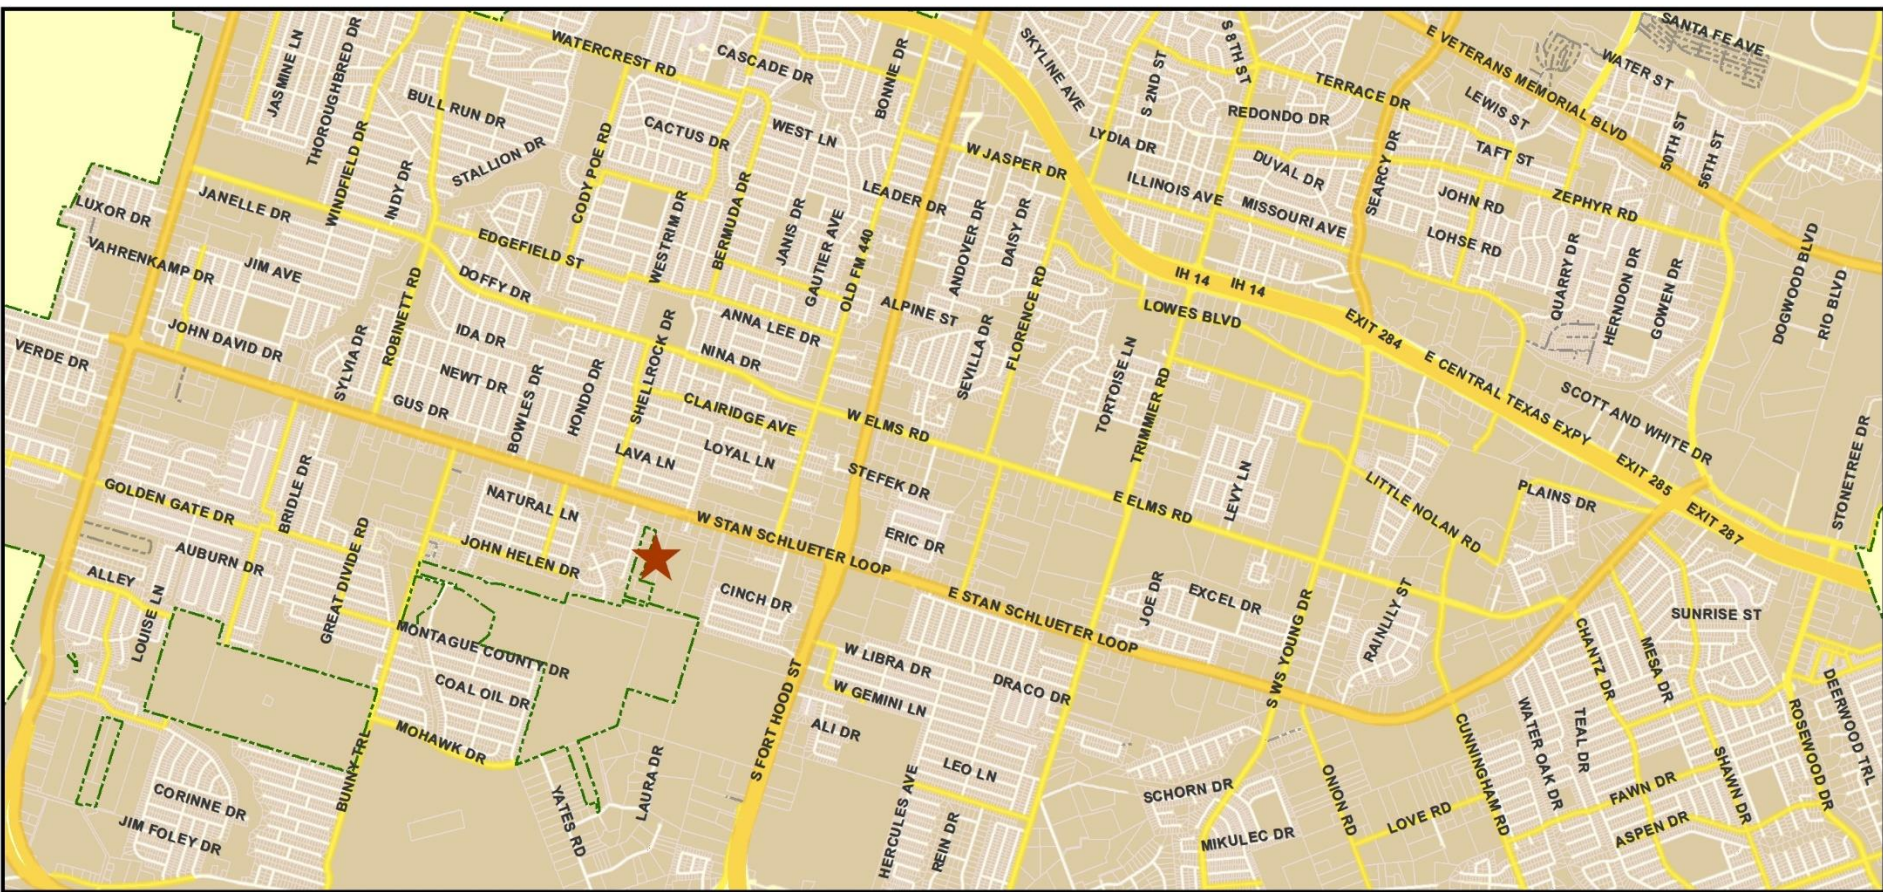 SANTA FE AVE
E VETERANS MEMORIAL BLVD
WATERCREST RD
CASCADE DR
BONNIE DR
SKYLINE AVE
S 8TH ST
S 2ND ST
WATER ST
JASMINE LN
THOROUGHBRED DR
BULL RUN DR
TERRACE DR
LEWIS ST
REDONDO DR
CACTUS DR
WEST LN
LYDIA DR
50TH ST
56TH ST
WINDFIELD DR
STALLION DR
CODY POE RD
W JASPER DR
DUVAL DR
SEARCY DR
TAFT ST
JANELLE DR
INDY DR
LEADER DR
ILLINOIS AVE
MISSOURI AVE
JOHN RD
ZEPHYR RD
LUXOR DR
WESTRIM DR
BERMUDA DR
JANIS DR
GAUTIER AVE
OLD FM 440
ANDOVER DR
DAISY DR
LOHSE RD
VAHRENKAMP DR
JIM AVE
EDGEFIELD ST
DOFFY DR
IH 14
IH 14
QUARRY DR
HERNDON DR
GOWEN DR
DOGWOOD BLVD
RIO BLVD
ROBINETT RD
ALPINE ST
FLORENCE RD
LOWES BLVD
EXIT 284
JOHN DAVID DR
IDA DR
ANNA LEE DR
VERDE DR
SYLVIA DR
NEWT DR
SHELLROCK DR
NINA DR
SEVILLA DR
TORTOISE LN
TRIMMIER RD
E CENTRAL TEXAS EXPY
SCOTT AND WHITE DR
GUS DR
BOWLES DR
HONDO DR
CLAIRIDGE AVE
W ELMS RD
LAVA LN
LOYAL LN
STONETREE DR
EXIT 285
GOLDEN GATE DR
BRIDLE DR
NATURAL LN
STEFEK DR
LEVY LN
E ELMS RD
LITTLE NOLAN RD
PLAINS DR
EXIT 287
W STAN SCHLUETER LOOP
ERIC DR
AUBURN DR
GREAT DIVIDE RD
JOHN HELEN DR
ALLEY
LOUISE LN
CINCH DR
E STAN SCHLUETER LOOP
JOE DR
EXCEL DR
S WS YOUNG DR
RAINLILY ST
SUNRISE ST
CHANTZ DR
MESA DR
MONTAGUE COUNTY DR
COAL OIL DR
W LIBRA DR
W GEMINI LN
DRACO DR
DEERWOOD TRL
MOHAWK DR
BUNNY TRL
S FORT HOOD ST
ALI DR
LEO LN
CUNNINGHAM RD
WATER OAK DR
TEAL DR
ROSEWOOD DR
SHAWN DR
CORINNE DR
JIM FOLEY DR
YATES RD
LAURA DR
HERCULES AVE
REIN DR
SCHORN DR
MIKULEC DR
ONION RD
LOVE RD
FAWN DR
ASPEN DR